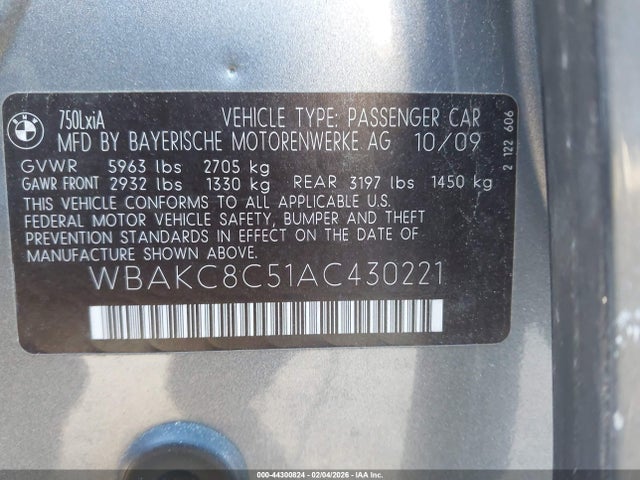 BMW
750LxiA VEHICLE TYPE: PASSENGER CAR
MFD BY BAYERISCHE MOTORENWERKE AG 10/09
GVWR 5963 lbs 2705 kg
GAWR FRONT 2932 lbs 1330 kg REAR 3197 lbs 1450 kg
THIS VEHICLE CONFORMS TO ALL APPLICABLE
FEDERAL MOTOR VEHICLE SAFETY, BUMPER AND THEFT
PREVENTION STANDARDS IN EFFECT ON THE DATE OF
MANUFACTURE SHOWN ABOVE.
WBAKC8C51AC430221
2 122 606
000-44300824 - 02/04/2026 - IAA Inc.